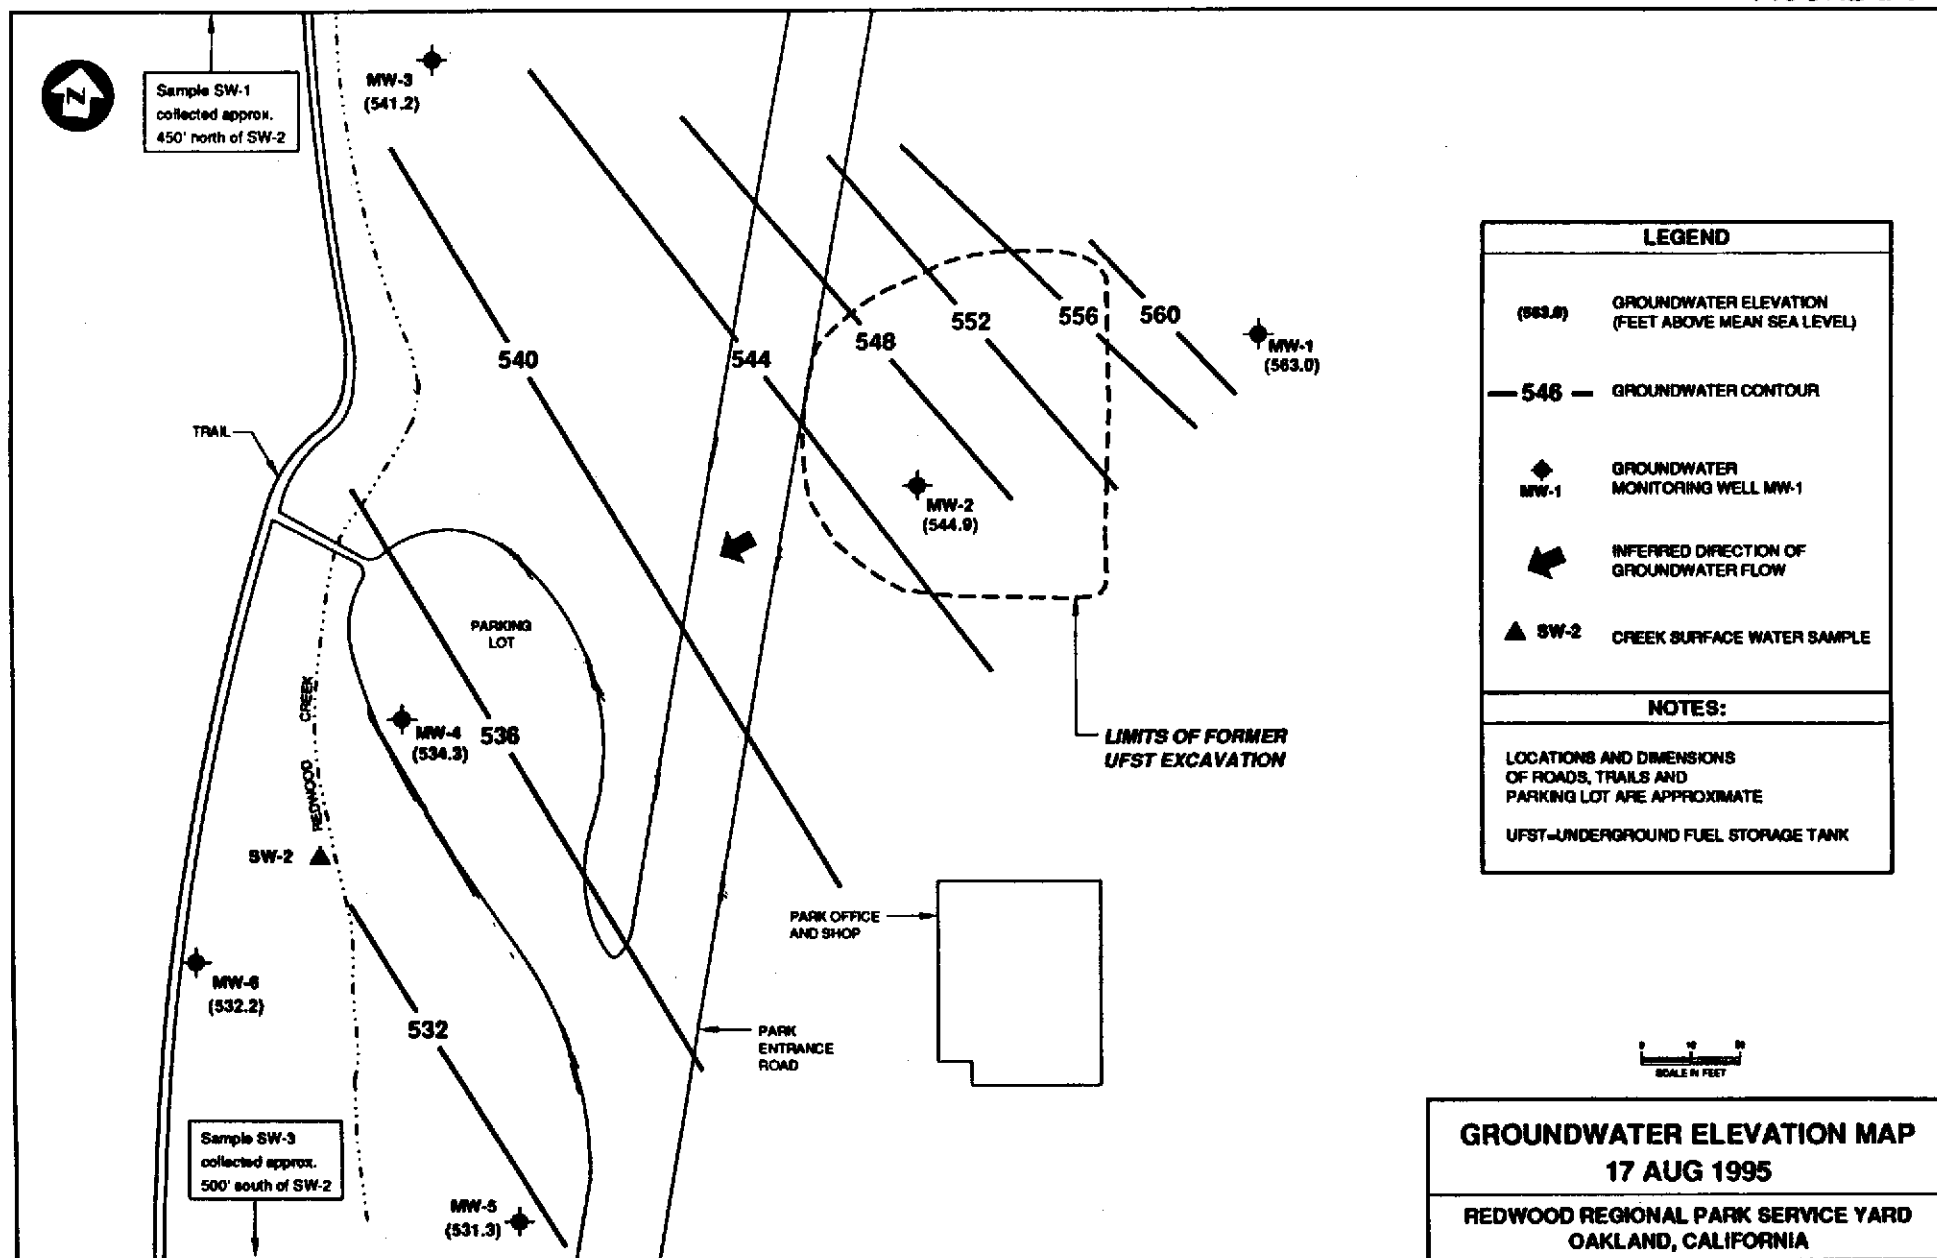 N
Sample SW-1
collected approx.
450' north of SW-2
MW-3
(541.2)
540
544
548
552
556
560
MW-1
(563.0)
TRAIL
MW-2
(544.9)
PARKING
LOT
REDWOOD CREEK
MW-4
(534.3)
536
LIMITS OF FORMER
UFST EXCAVATION
SW-2
PARK OFFICE
AND SHOP
MW-6
(532.2)
532
PARK
ENTRANCE
ROAD
Sample SW-3
collected approx.
500' south of SW-2
MW-5
(531.3)
LEGEND
(563.0)
GROUNDWATER ELEVATION
(FEET ABOVE MEAN SEA LEVEL)
546
GROUNDWATER CONTOUR
MW-1
GROUNDWATER
MONITORING WELL MW-1
INFERRED DIRECTION OF
GROUNDWATER FLOW
SW-2
CREEK SURFACE WATER SAMPLE
NOTES:
LOCATIONS AND DIMENSIONS
OF ROADS, TRAILS AND
PARKING LOT ARE APPROXIMATE
UFST=UNDERGROUND FUEL STORAGE TANK
SCALE IN FEET
GROUNDWATER ELEVATION MAP
17 AUG 1995
REDWOOD REGIONAL PARK SERVICE YARD
OAKLAND, CALIFORNIA